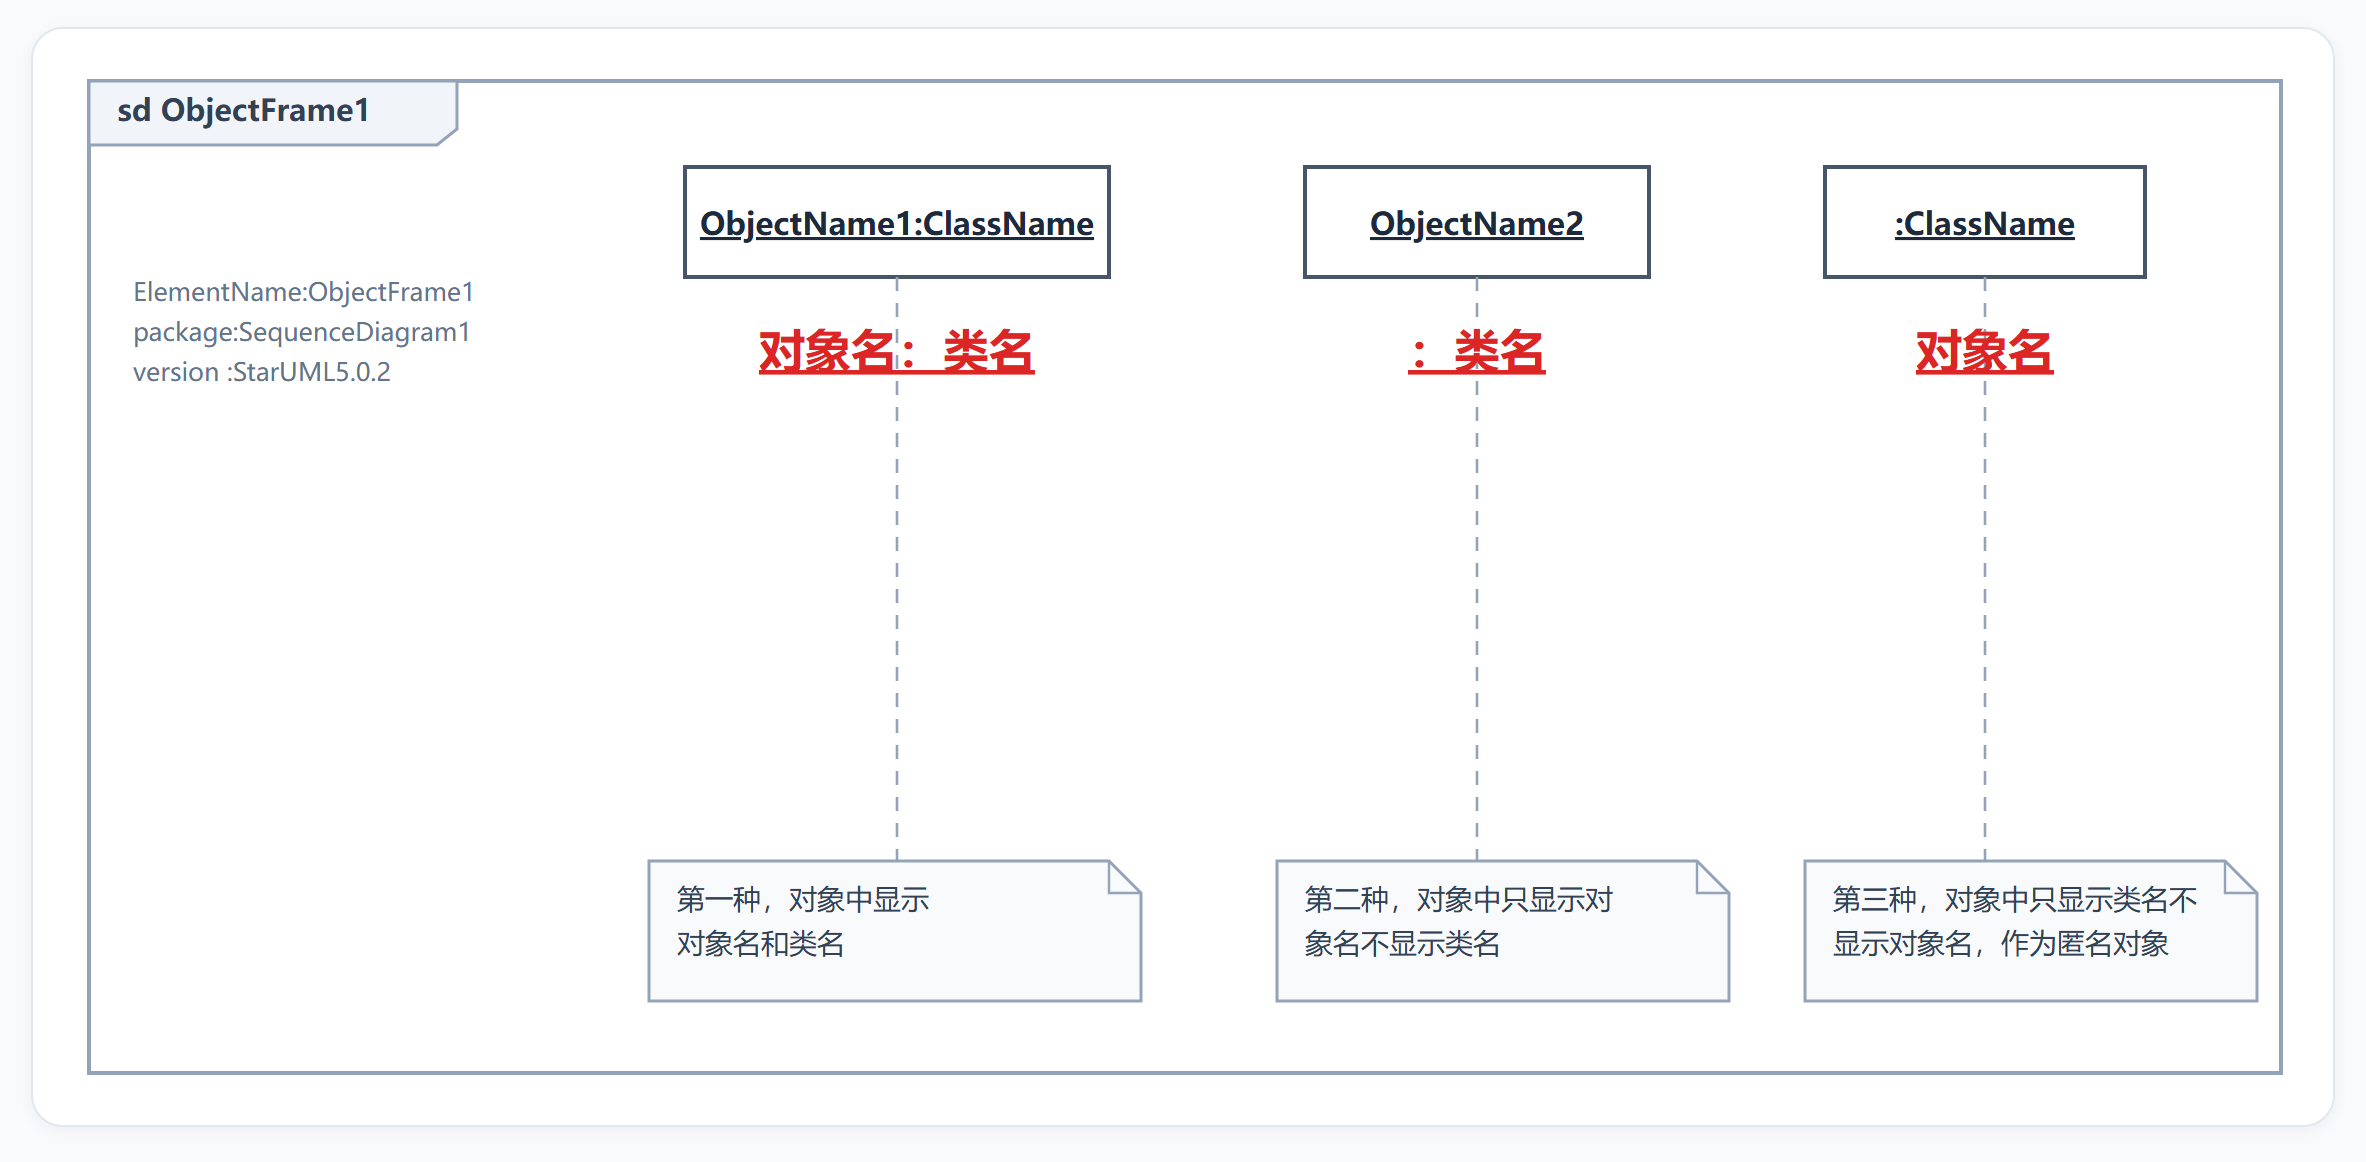 sd ObjectFrame1
ObjectName1:ClassName
ObjectName2
:ClassName
ElementName:ObjectFrame1
package:SequenceDiagram1
version :StarUML5.0.2
对象名：类名
：类名
对象名
第一种，对象中显示
对象名和类名
第二种，对象中只显示对
象名不显示类名
第三种，对象中只显示类名不
显示对象名，作为匿名对象